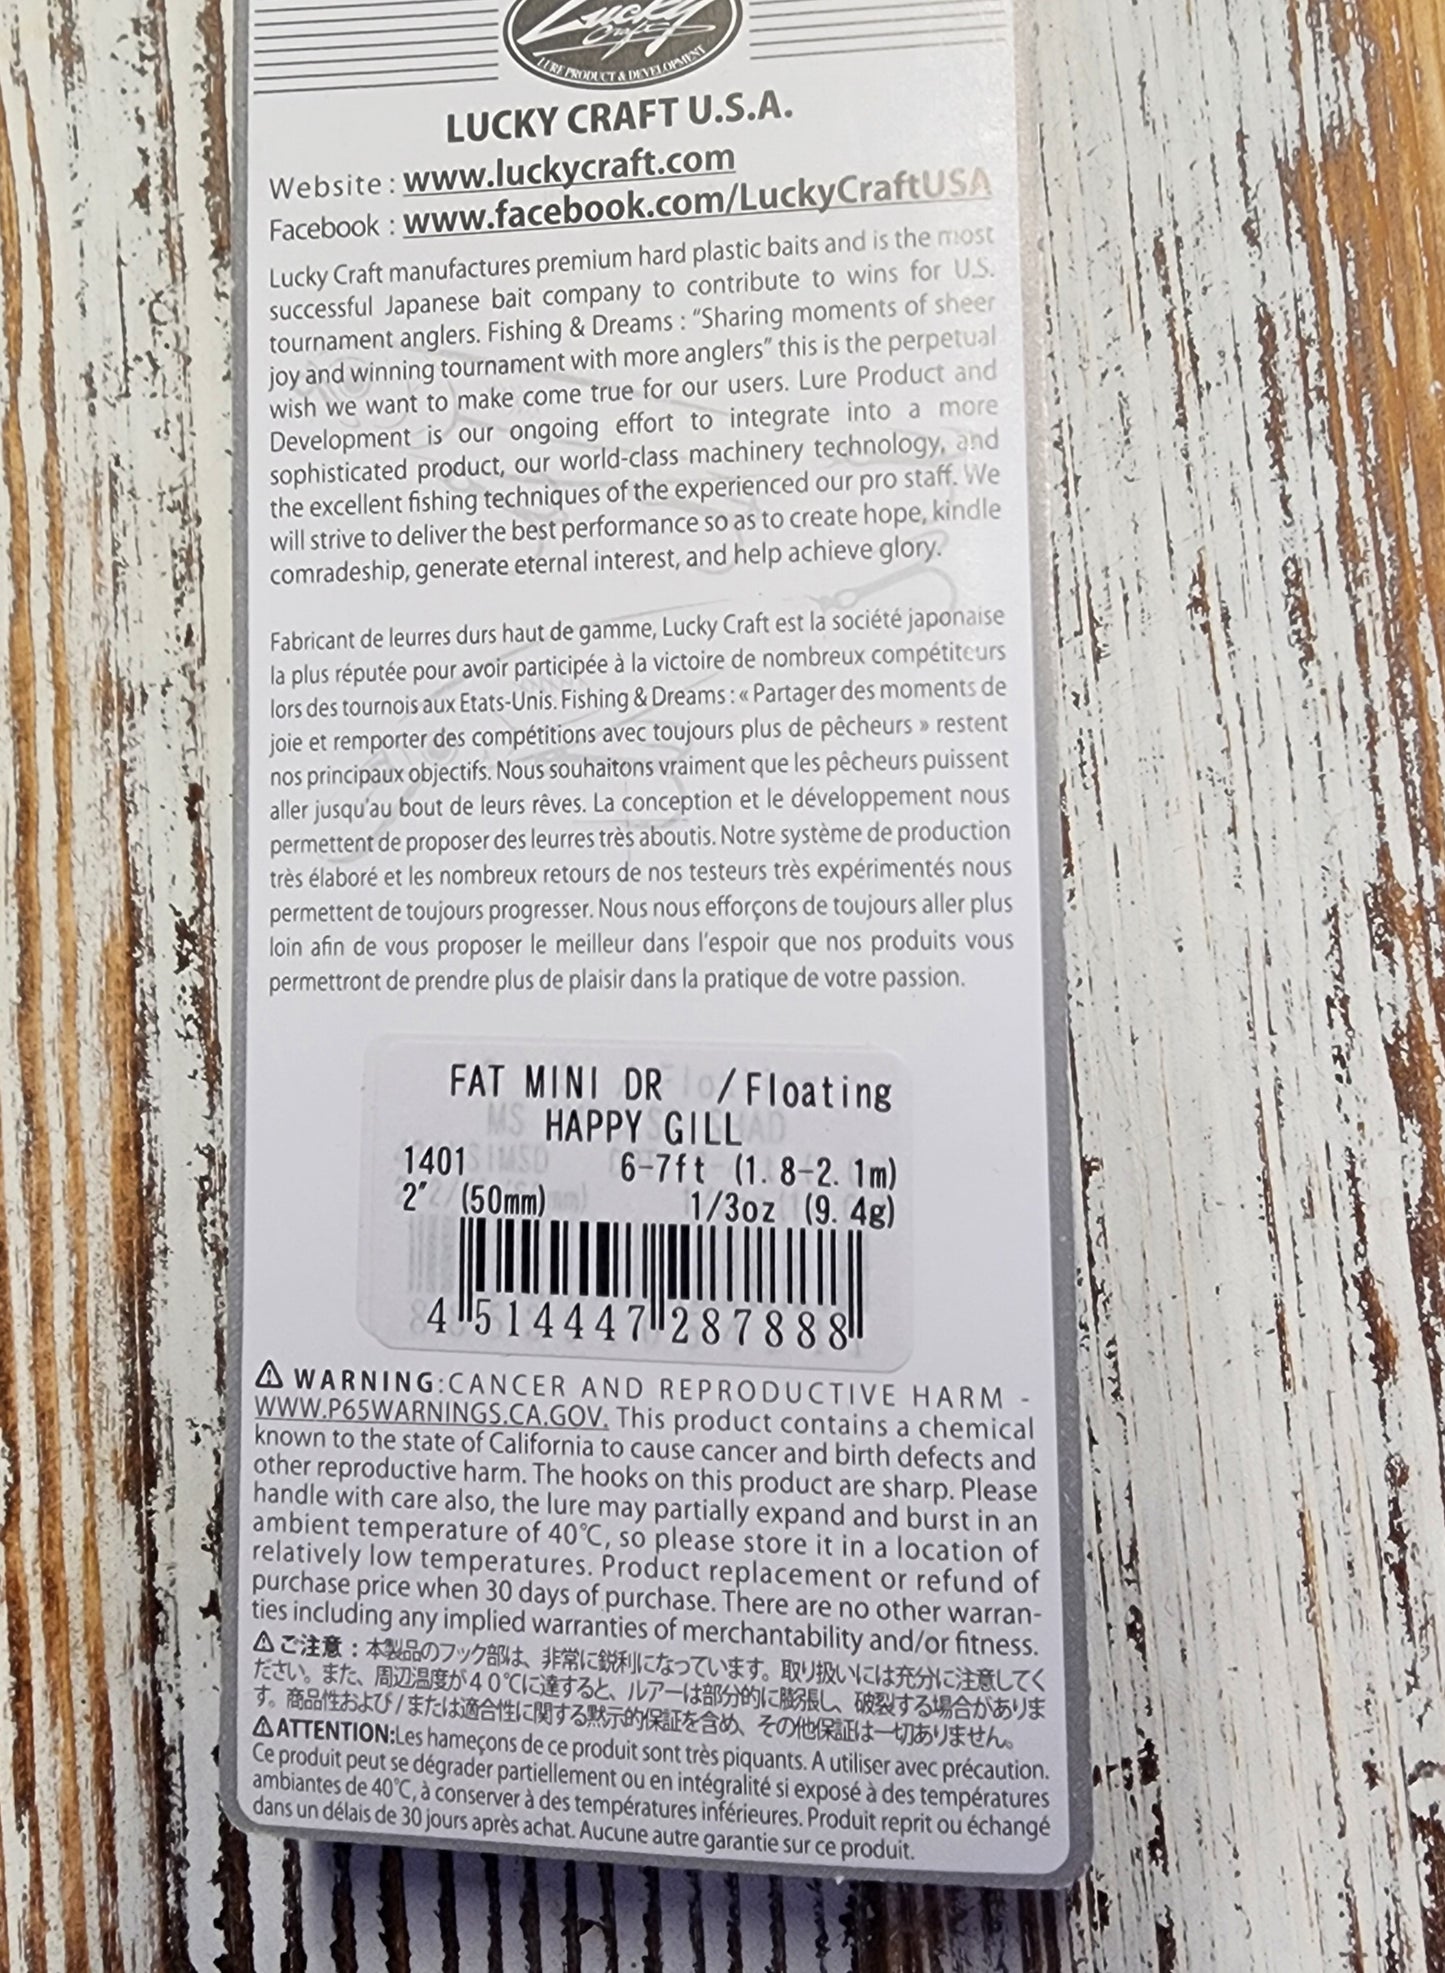 Lucky
Craft
LURE PRODUCT & DEVELOPMENT
LUCKY CRAFT U.S.A.
Website : www.luckycraft.com
Facebook : www.facebook.com/LuckyCraftUSA
Lucky Craft manufactures premium hard plastic baits and is the most
successful Japanese bait company to contribute to wins for U.S.
tournament anglers. Fishing & Dreams : “Sharing moments of sheer
joy and winning tournament with more anglers” this is the perpetual
wish we want to make come true for our users. Lure Product and
Development is our ongoing effort to integrate into a more
sophisticated product, our world-class machinery technology, and
the excellent fishing techniques of the experienced our pro staff. We
will strive to deliver the best performance so as to create hope, kindle
comradeship, generate eternal interest, and help achieve glory.
Fabricant de leurres durs haut de gamme, Lucky Craft est la société japonaise
la plus réputée pour avoir participée à la victoire de nombreux compétiteurs
lors des tournois aux Etats-Unis. Fishing & Dreams : « Partager des moments de
joie et remporter des compétitions avec toujours plus de pêcheurs » restent
nos principaux objectifs. Nous souhaitons vraiment que les pêcheurs puissent
aller jusqu'au bout de leurs rêves. La conception et le développement nous
permettent de proposer des leurres très aboutis. Notre système de production
très élaboré et les nombreux retours de nos testeurs très expérimentés nous
permettent de toujours progresser. Nous nous efforçons de toujours aller plus
loin afin de vous proposer le meilleur dans l'espoir que nos produits vous
permettront de prendre plus de plaisir dans la pratique de votre passion.
FAT MINI DR /Floating
HAPPY GILL
1401 6-7ft (1.8-2.1m)
2″ (50mm) 1/3oz (9.4g)
4 514447 287888
⚠ WARNING:CANCER AND REPRODUCTIVE HARM -
WWW.P65WARNINGS.CA.GOV. This product contains a chemical
known to the state of California to cause cancer and birth defects and
other reproductive harm. The hooks on this product are sharp. Please
handle with care also, the lure may partially expand and burst in an
ambient temperature of 40℃, so please store it in a location of
relatively low temperatures. Product replacement or refund of
purchase price when 30 days of purchase. There are no other warran-
ties including any implied warranties of merchantability and/or fitness.
⚠ご注意：本製品のフック部は、非常に鋭利になっています。取り扱いには充分に注意してく
ださい。また、周辺温度が４０℃に達すると、ルアーは部分的に膨張し、破裂する場合がありま
す。商品性および/または適合性に関する黙示的保証を含め、その他保証は一切ありません。
⚠ATTENTION:Les hameçons de ce produit sont très piquants. A utiliser avec précaution.
Ce produit peut se dégrader partiellement ou en intégralité si exposé à des températures
ambiantes de 40℃, à conserver à des températures inférieures. Produit reprit ou échangé
dans un délais de 30 jours après achat. Aucune autre garantie sur ce produit.